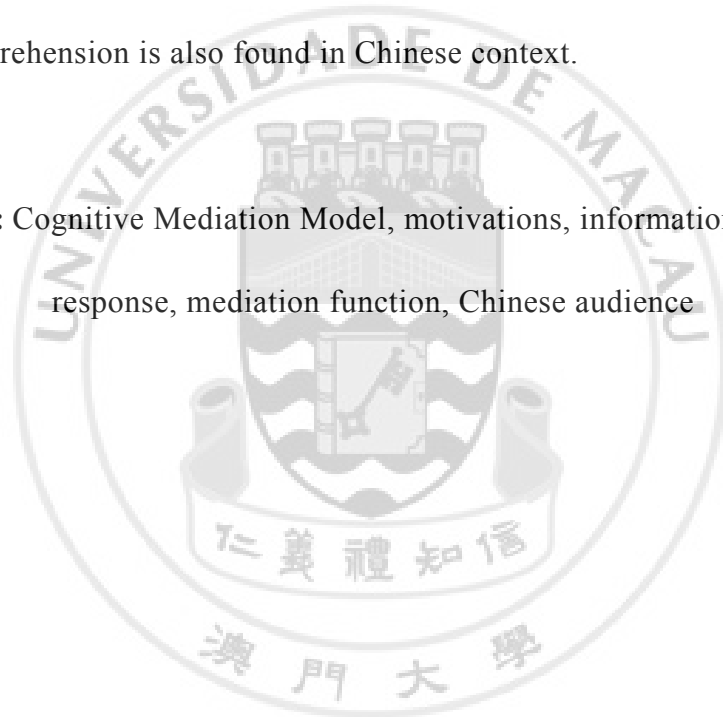 rehension is also found in Chinese context.
: Cognitive Mediation Model, motivations, information
response, mediation function, Chinese audience
UNIVERSIDADE DE MACAU
仁義禮知信
澳門大學